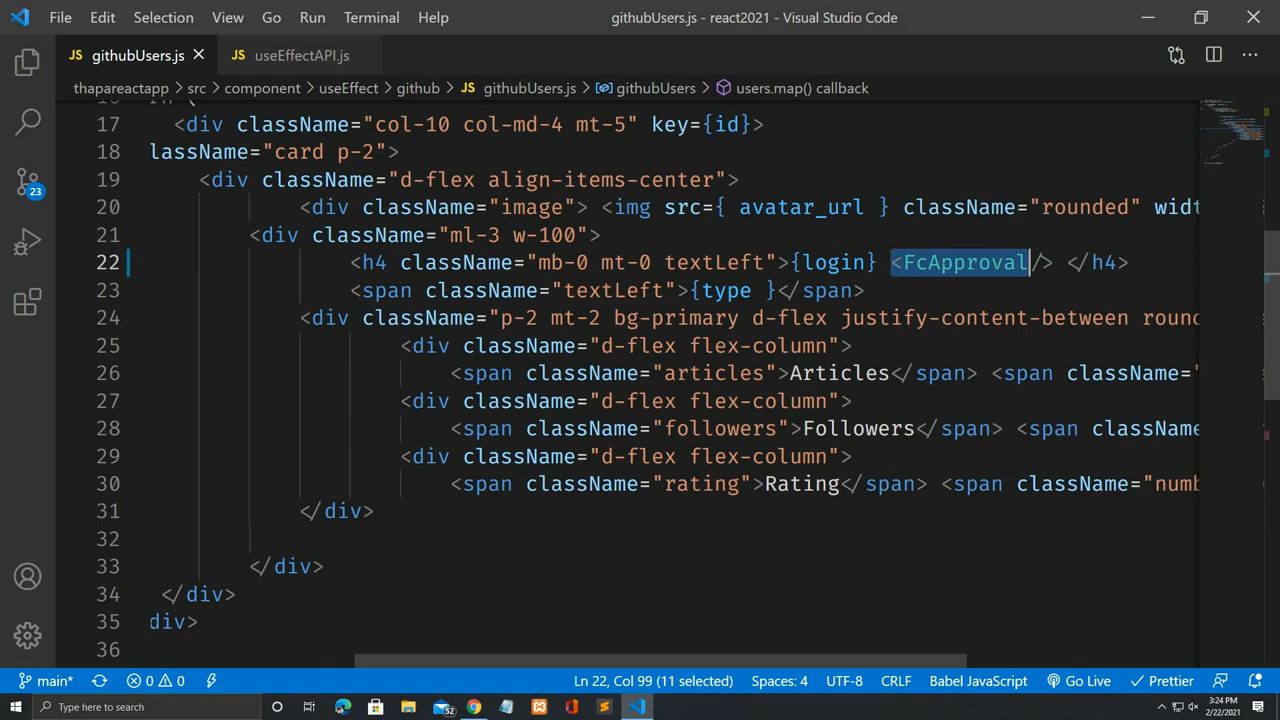 File Edit Selection View Go Run Terminal Help githubUsers.js - react2021 - Visual Studio Code
JS githubUsers.js JS useEffectAPI.js
thapareactapp > src > component > useEffect > github > JS githubUsers.js > githubUsers > users.map() callback
17 <div className="col-10 col-md-4 mt-5" key={id}>
18 lassName="card p-2">
19 <div className="d-flex align-items-center">
20 <div className="image"> <img src={ avatar_url } className="rounded" widt
21 <div className="ml-3 w-100">
22 <h4 className="mb-0 mt-0 textLeft">{login} <FcApproval/> </h4>
23 <span className="textLeft">{type }</span>
24 <div className="p-2 mt-2 bg-primary d-flex justify-content-between round
25 <div className="d-flex flex-column">
26 <span className="articles">Articles</span> <span className="
27 <div className="d-flex flex-column">
28 <span className="followers">Followers</span> <span className
29 <div className="d-flex flex-column">
30 <span className="rating">Rating</span> <span className="numb
31 </div>
32
33 </div>
34 </div>
35 div>
36
23
main* 0 0 Ln 22, Col 99 (11 selected) Spaces: 4 UTF-8 CRLF Babel JavaScript Go Live Prettier
Type here to search 52 3:24 PM
2/22/2021